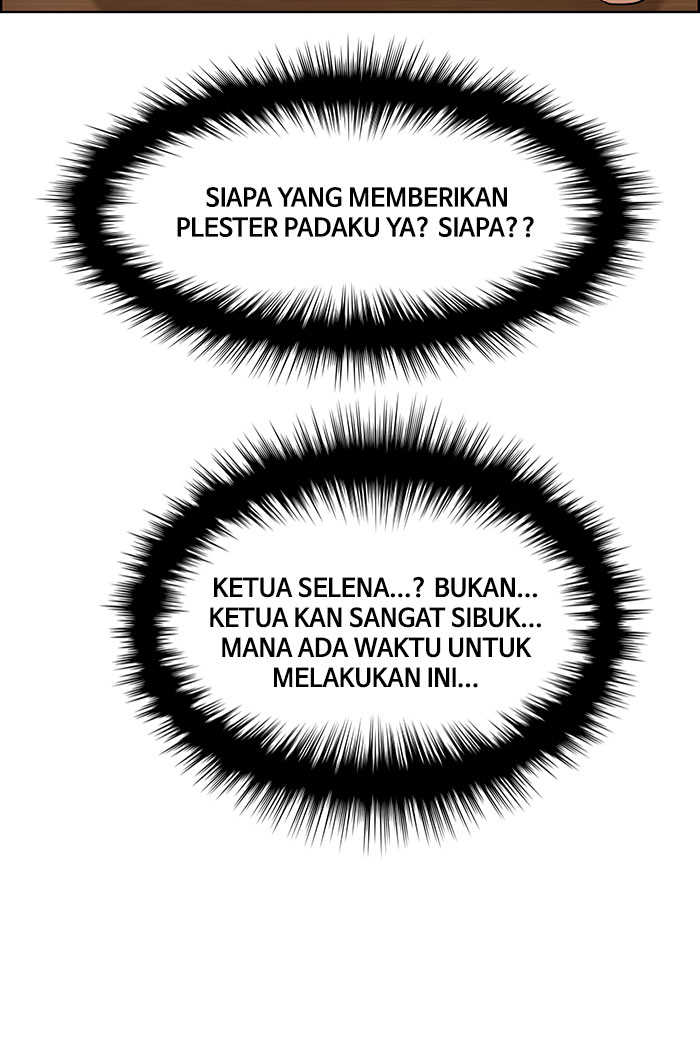 SIAPA YANG MEMBERIKAN
PLESTER PADAKU YA? SIAPA??
KETUA SELENA...? BUKAN...
KETUA KAN SANGAT SIBUK...
MANA ADA WAKTU UNTUK
MELAKUKAN INI...